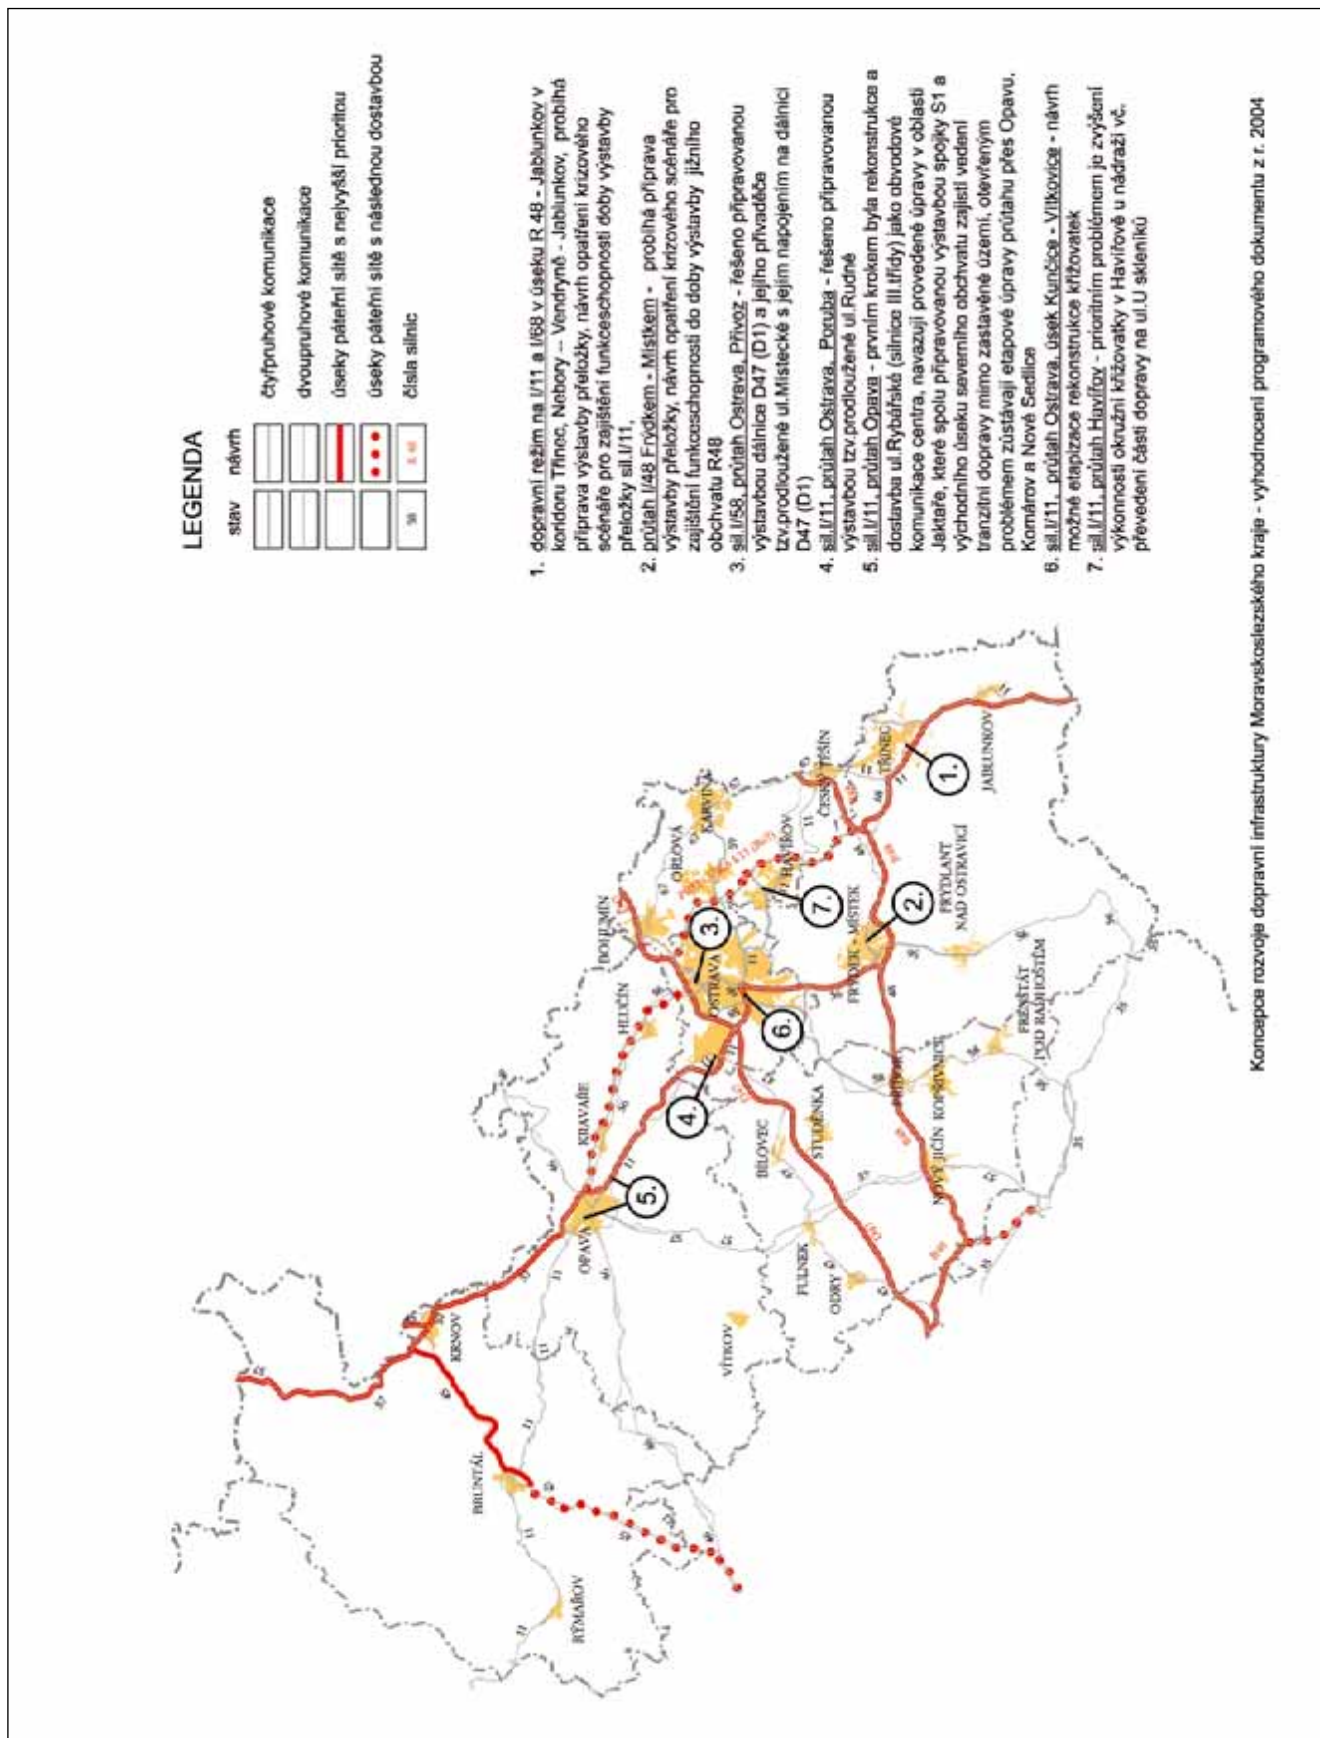 LEGENDA
stav návrh
čtyřpruhové komunikace
dvoupruhové komunikace
úseky páteřní sítě s nejvyšší prioritou
úseky páteřní sítě s následnou dostavbou
58 R 48 čísla silnic
1. dopravní režim na I/11 a I/68 v úseku R 48 - Jablunkov v
koridoru Třinec, Nebory – Vendryně - Jablunkov, probíhá
příprava výstavby přeložky, návrh opatření krizového
scénáře pro zajištění funkceschopnosti doby výstavby
přeložky sil.I/11,
2. průtah I/48 Frýdkem - Místkem - probíhá příprava
výstavby přeložky, návrh opatření krizového scénáře pro
zajištění funkceschopnosti do doby výstavby jižního
obchvatu R48
3. sil.I/58, průtah Ostrava, Přívoz - řešeno připravovanou
výstavbou dálnice D47 (D1) a jejího přivaděče
tzv.prodloužené ul.Místecké s jejím napojením na dálnici
D47 (D1)
4. sil.I/11, průtah Ostrava, Poruba - řešeno připravovanou
výstavbou tzv.prodloužené ul.Rudné
5. sil.I/11, průtah Opava - prvním krokem byla rekonstrukce a
dostavba ul.Rybářské (silnice III.třídy) jako obvodové
komunikace centra, navazují provedené úpravy v oblasti
Jaktaře, které spolu připravovanou výstavbou spojky S1 a
východního úseku severního obchvatu zajistí vedení
tranzitní dopravy mimo zastavěné území, otevřeným
problémem zůstávají etapové úpravy průtahu přes Opavu,
Komárov a Nové Sedlice
6. sil.I/11, průtah Ostrava, úsek Kunčice - Vítkovice - návrh
možné etapizace rekonstrukce křižovatek
7. sil.I/11, průtah Havířov - prioritním problémem je zvýšení
výkonnosti okružní křižovatky v Havířově u nádraží vč.
převedení části dopravy na ul.U skleníků
BRUNTÁL
RÝMAŘOV
KRNOV
OPAVA
KRAVAŘE
HLUČÍN
BOHUMÍN
ORLOVÁ
KARVINÁ
OSTRAVA
HAVÍŘOV
ČESKÝ TĚŠÍN
TŘINEC
JABLUNKOV
VÍTKOV
FULNEK
ODRY
BÍLOVEC
STUDÉNKA
NOVÝ JIČÍN
KOPŘIVNICE
PŘÍBOR
FRÝDEK - MÍSTEK
FRÝDLANT
NAD OSTRAVICÍ
FRENŠTÁT
POD RADHOŠTĚM
1.
2.
3.
4.
5.
6.
7.
Koncepce rozvoje dopravní infrastruktury Moravskoslezského kraje - vyhodnocení programového dokumentu z r. 2004